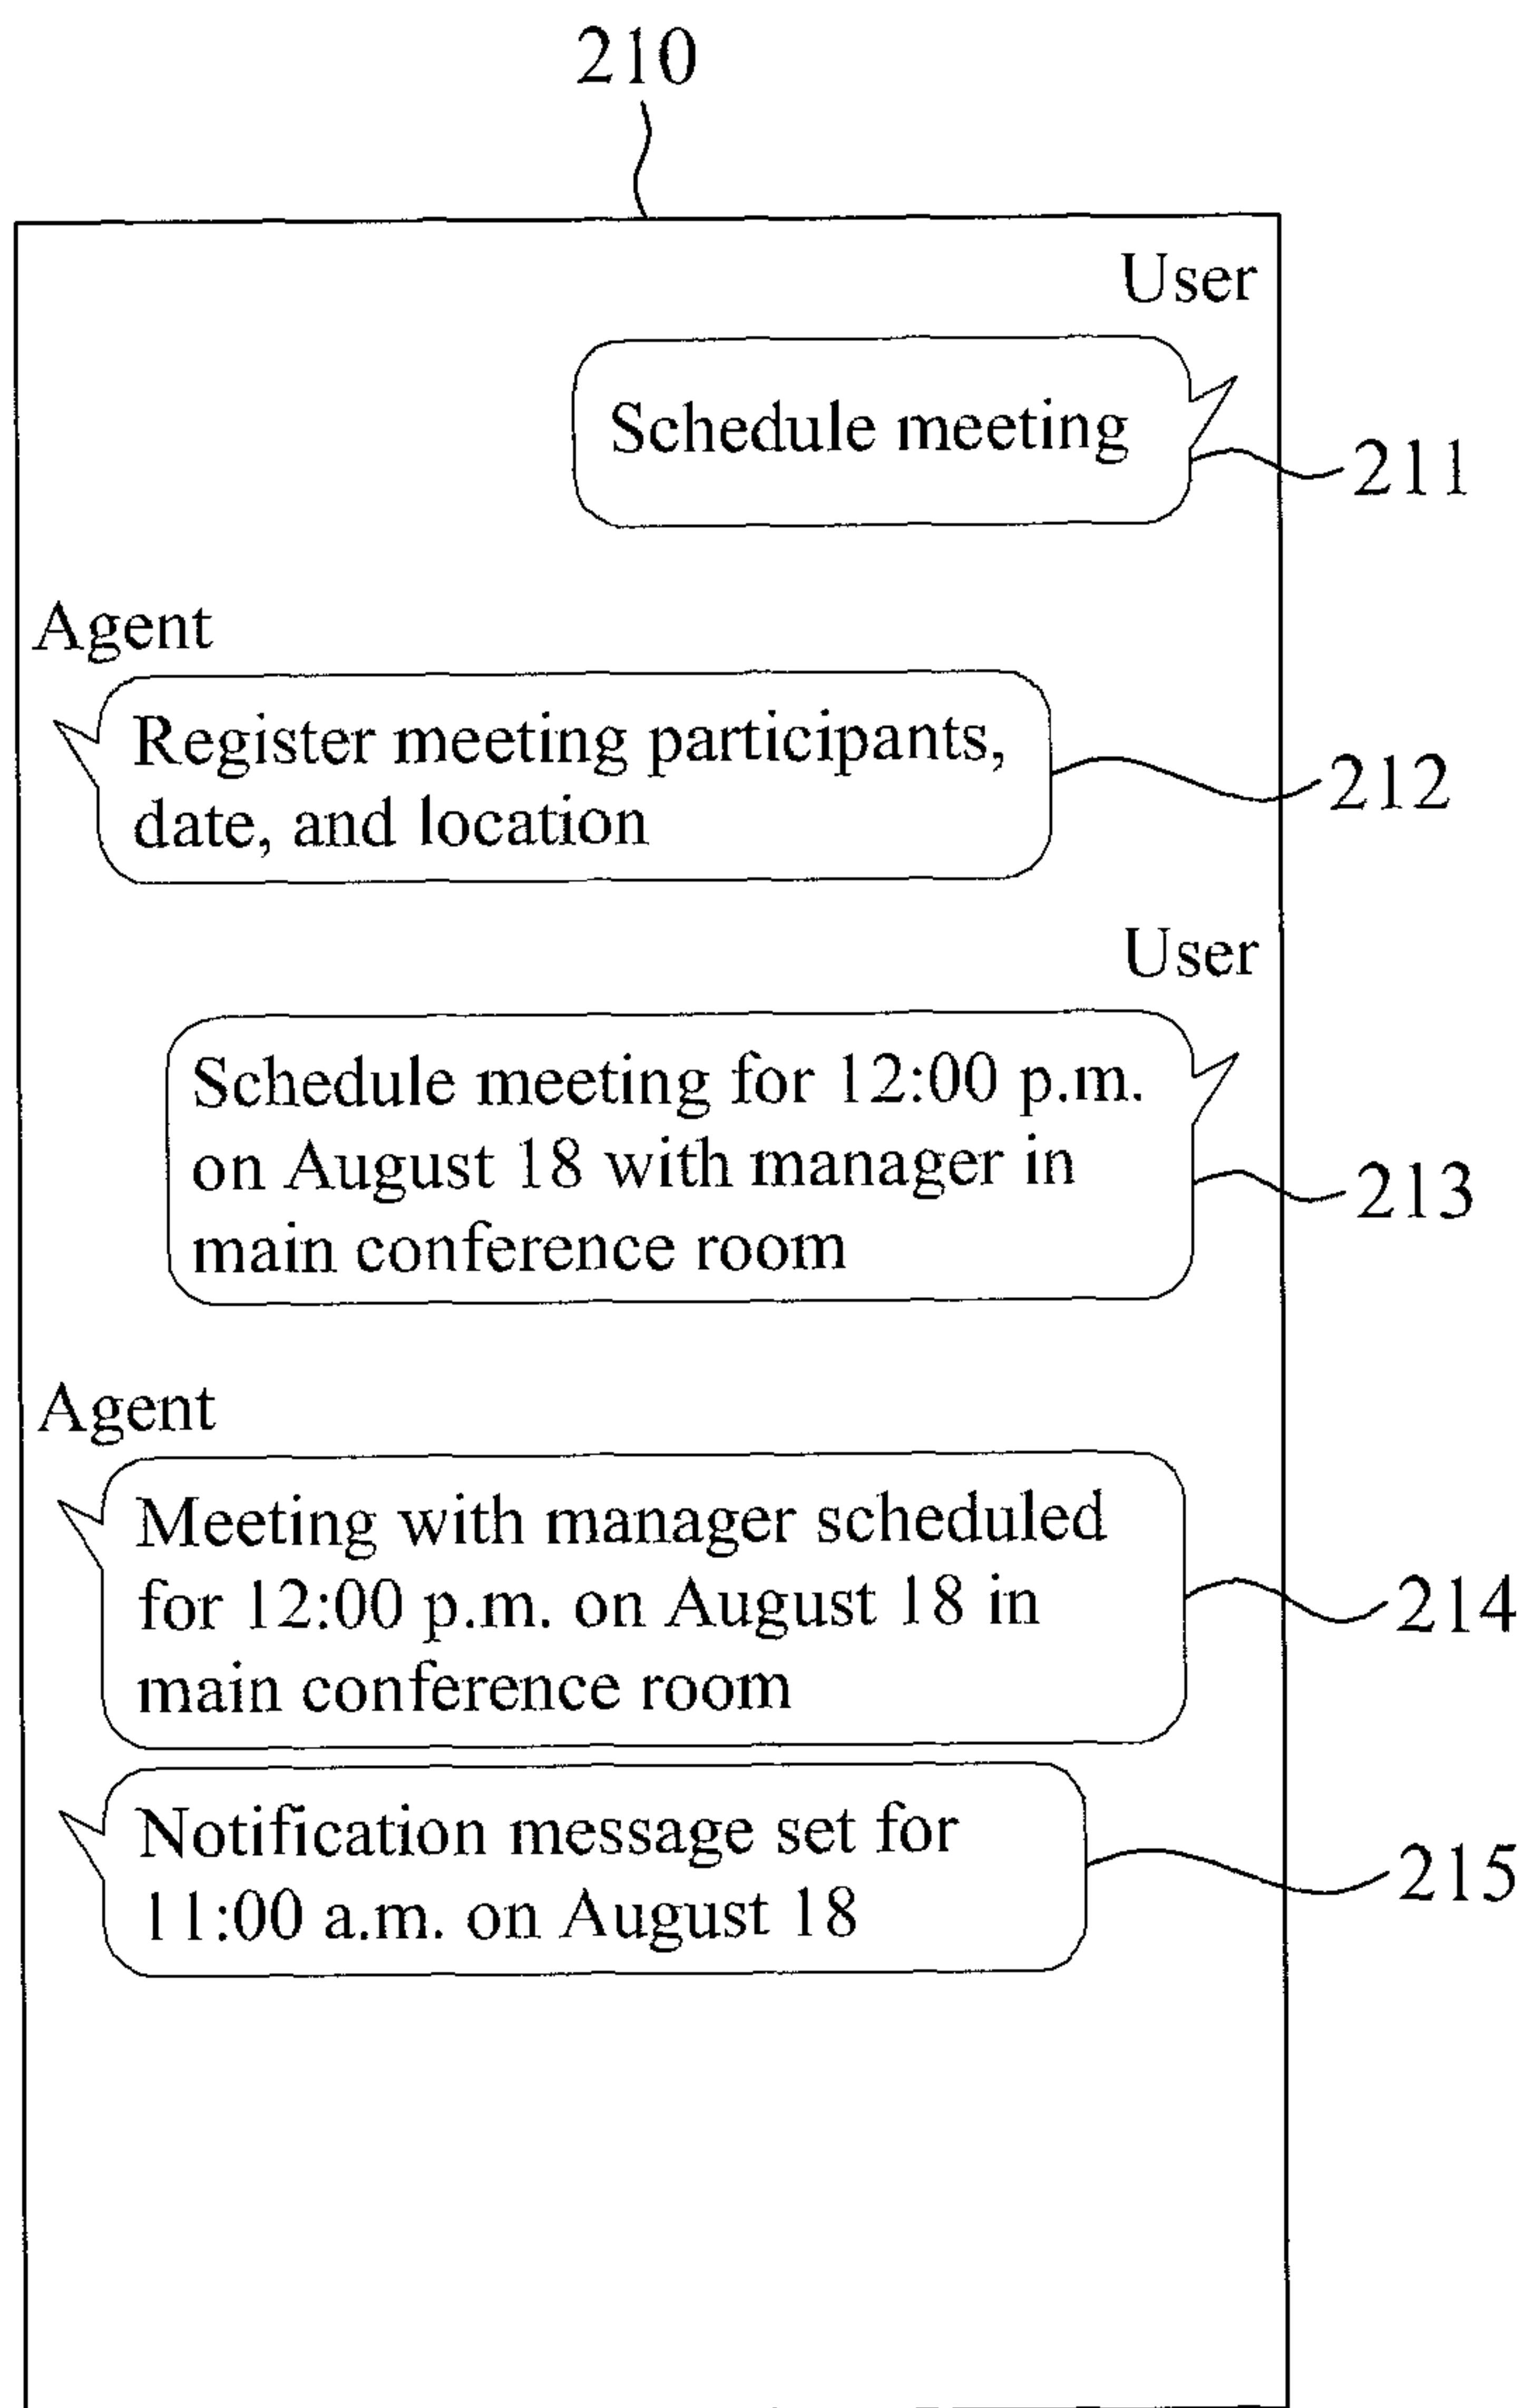 210
User
Schedule meeting
211
Agent
Register meeting participants,
date, and location
212
User
Schedule meeting for 12:00 p.m.
on August 18 with manager in
main conference room
213
Agent
Meeting with manager scheduled
for 12:00 p.m. on August 18 in
main conference room
214
Notification message set for
11:00 a.m. on August 18
215